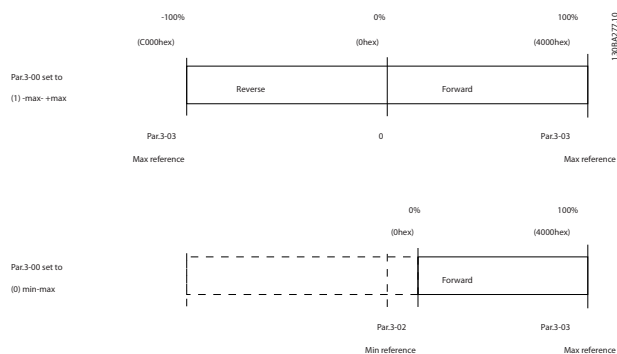 -100% 0% 100%
(C000hex) (0hex) (4000hex)
130BA277.10
Par.3-00 set to
(1) -max- +max
Reverse Forward
Par.3-03 0 Par.3-03
Max reference Max reference
0% 100%
(0hex) (4000hex)
Par.3-00 set to
(0) min-max
Forward
Par.3-02 Par.3-03
Min reference Max reference